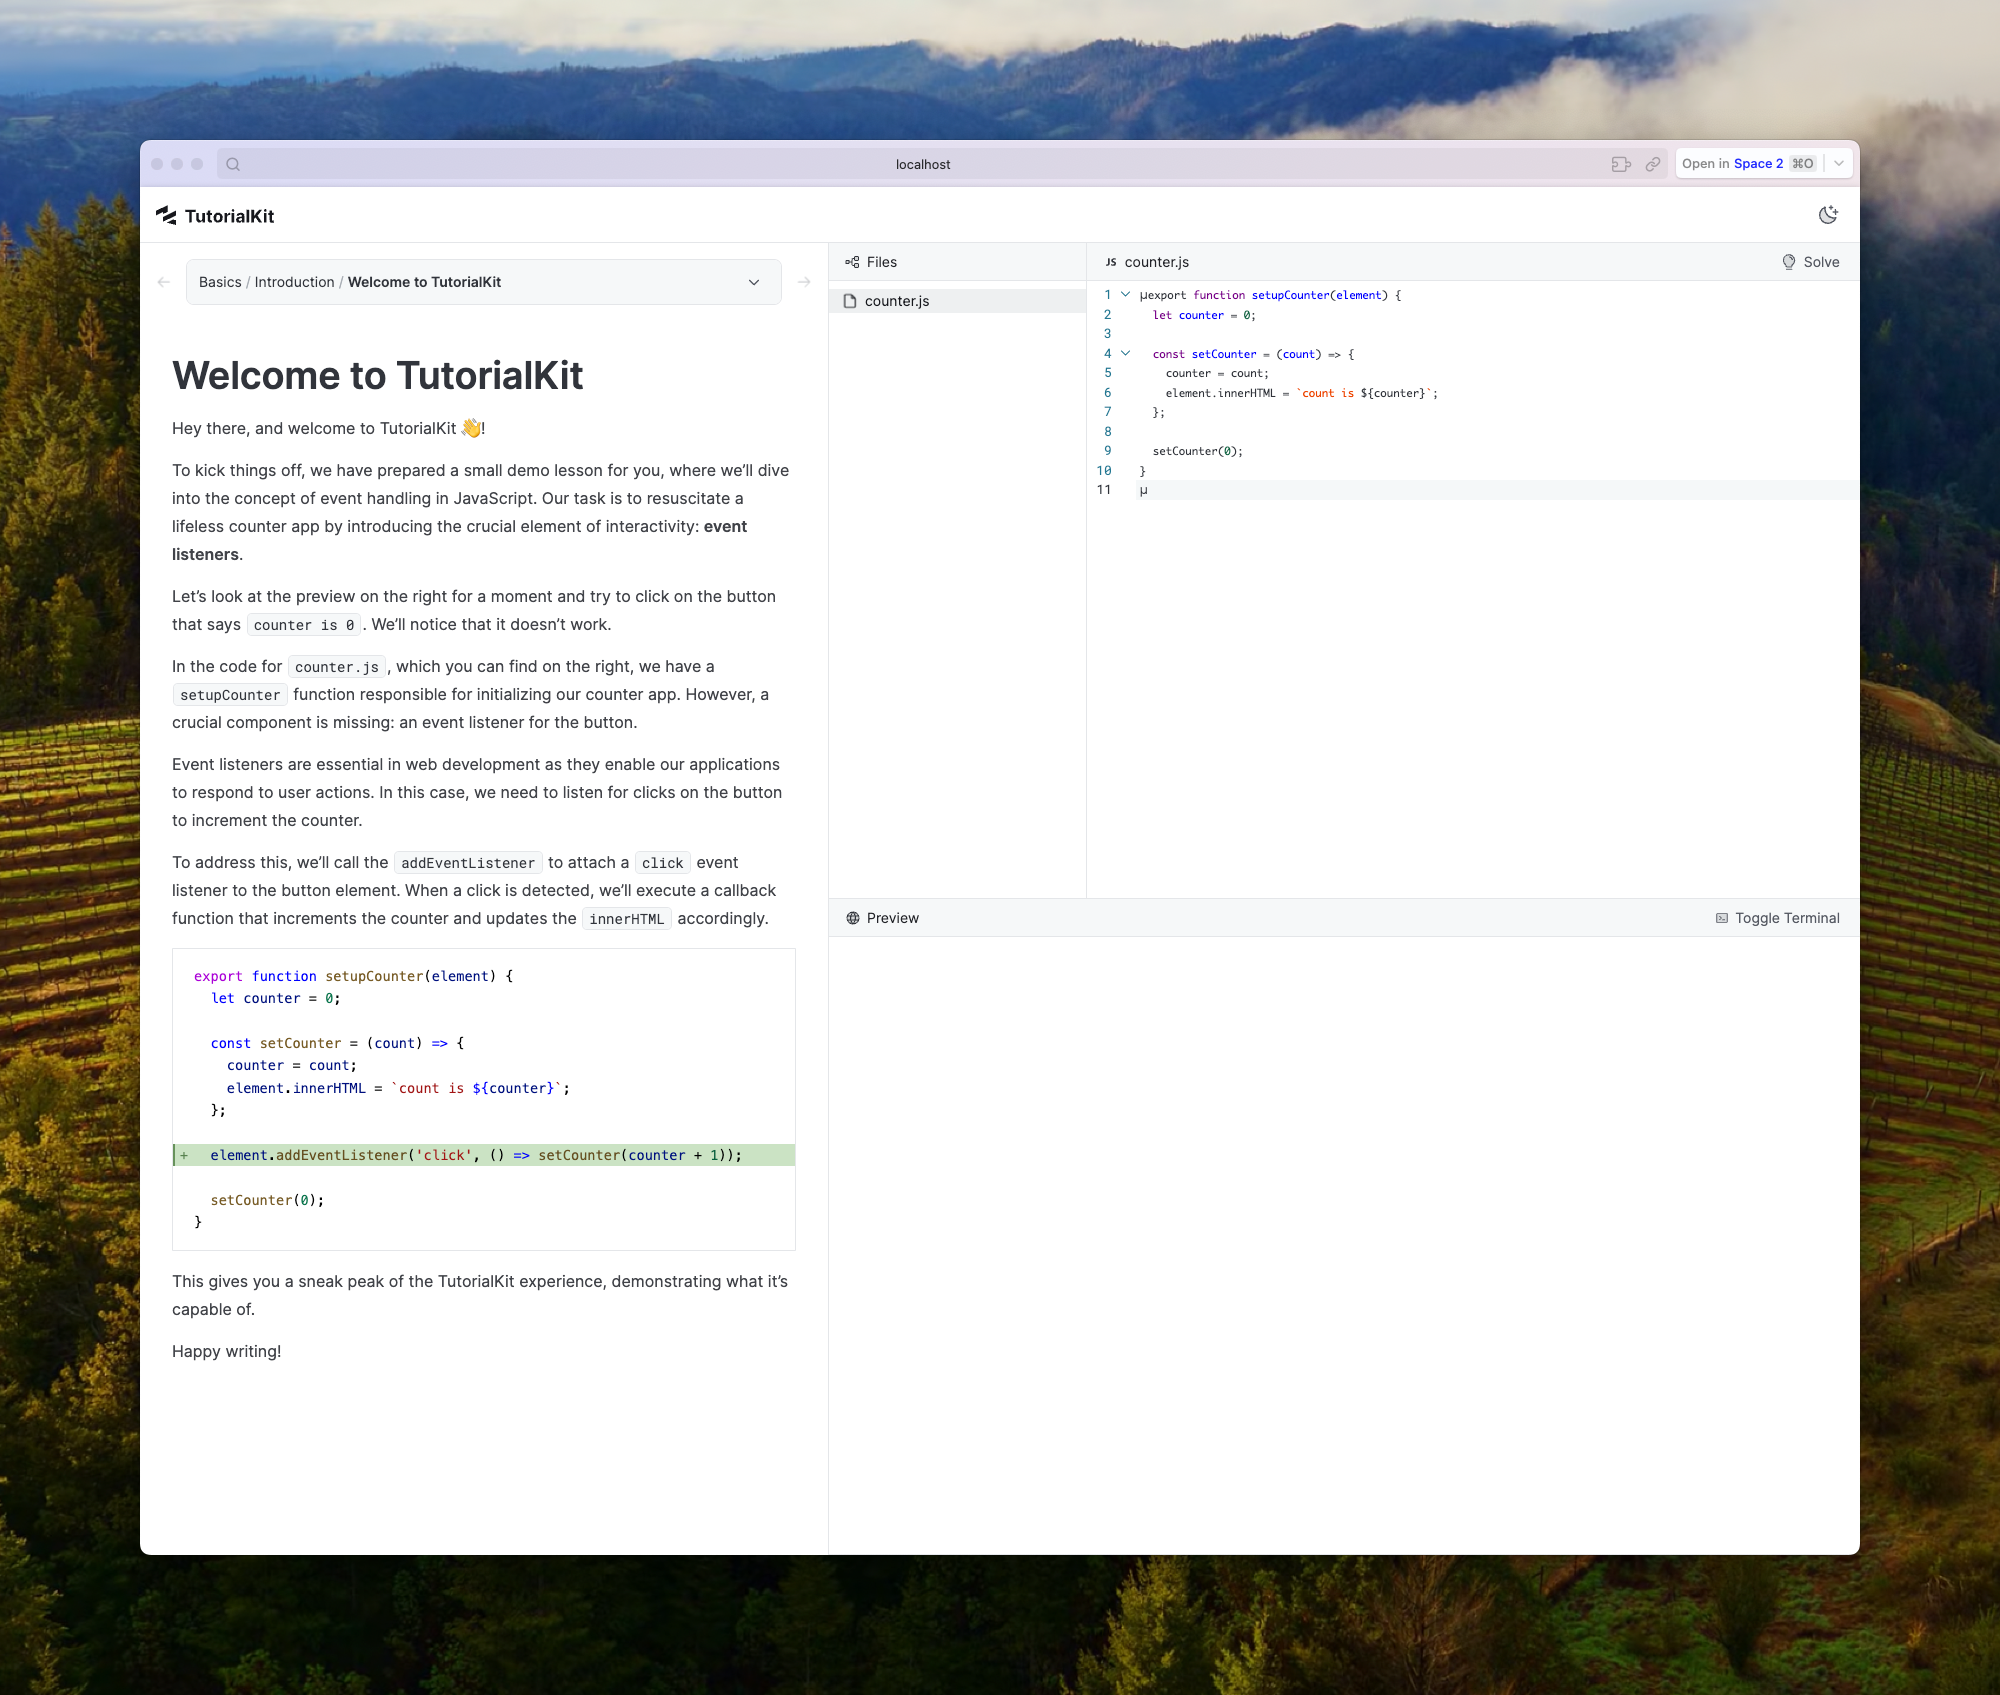 localhost
Open in Space 2 ⌘O
TutorialKit
Basics / Introduction / Welcome to TutorialKit
Welcome to TutorialKit
Hey there, and welcome to TutorialKit 👋!
To kick things off, we have prepared a small demo lesson for you, where we’ll dive
into the concept of event handling in JavaScript. Our task is to resuscitate a
lifeless counter app by introducing the crucial element of interactivity: event
listeners.
Let’s look at the preview on the right for a moment and try to click on the button
that says counter is 0. We’ll notice that it doesn’t work.
In the code for counter.js, which you can find on the right, we have a
setupCounter function responsible for initializing our counter app. However, a
crucial component is missing: an event listener for the button.
Event listeners are essential in web development as they enable our applications
to respond to user actions. In this case, we need to listen for clicks on the button
to increment the counter.
To address this, we’ll call the addEventListener to attach a click event
listener to the button element. When a click is detected, we’ll execute a callback
function that increments the counter and updates the innerHTML accordingly.
export function setupCounter(element) {
let counter = 0;
const setCounter = (count) => {
counter = count;
element.innerHTML = `count is ${counter}`;
};
+ element.addEventListener('click', () => setCounter(counter + 1));
setCounter(0);
}
This gives you a sneak peak of the TutorialKit experience, demonstrating what it’s
capable of.
Happy writing!
Files
counter.js
JS counter.js
Solve
1 µexport function setupCounter(element) {
2 let counter = 0;
3
4 const setCounter = (count) => {
5 counter = count;
6 element.innerHTML = `count is ${counter}`;
7 };
8
9 setCounter(0);
10 }
11 µ
Preview
Toggle Terminal